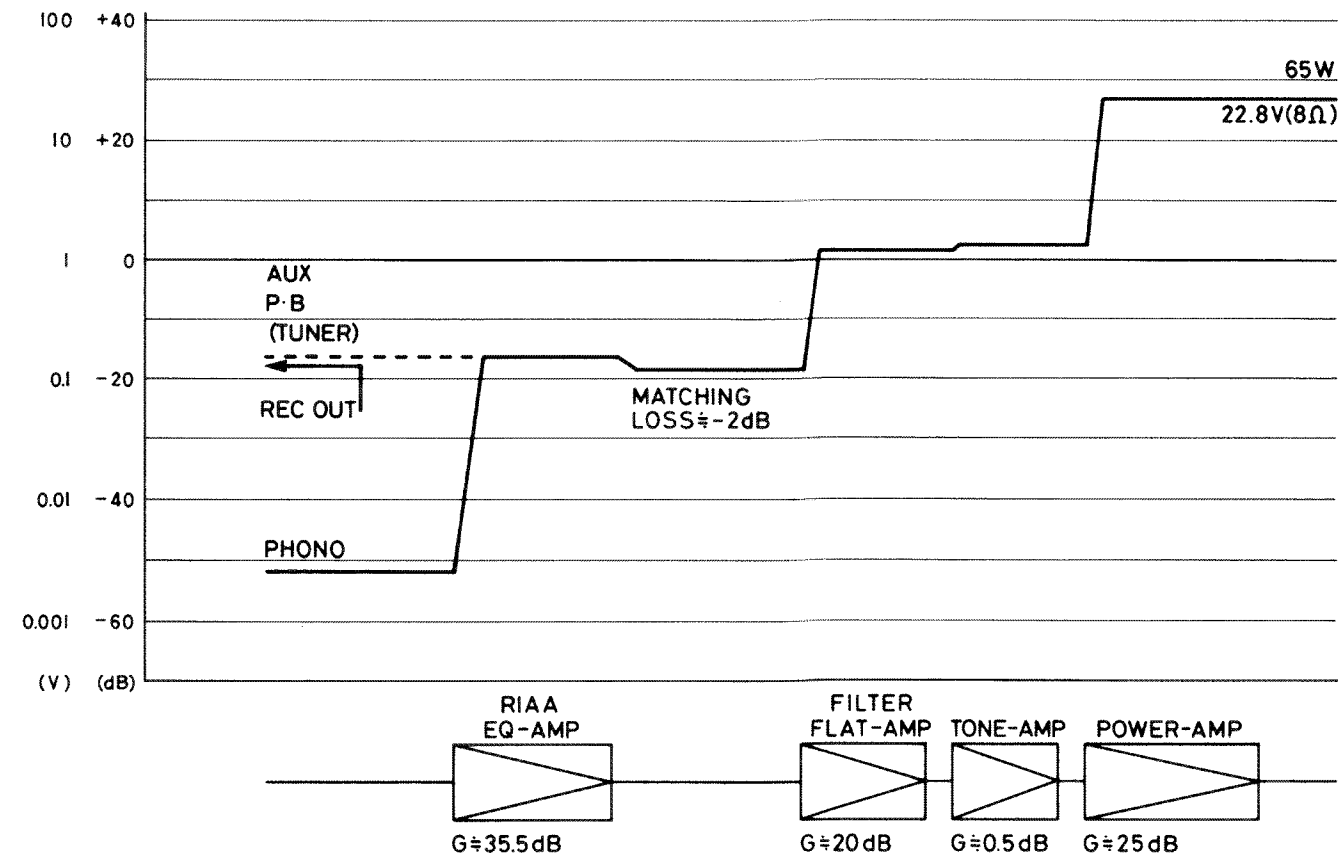 100 +40
65W
22.8V(8Ω)
10 +20
1 0
AUX
P·B
(TUNER)
0.1 -20
REC OUT
MATCHING
LOSS≒-2dB
0.01 -40
PHONO
0.001 -60
(V) (dB)
RIAA
EQ-AMP
FILTER
FLAT-AMP
TONE-AMP
POWER-AMP
G≒35.5dB
G≒20dB
G≒0.5dB
G≒25dB